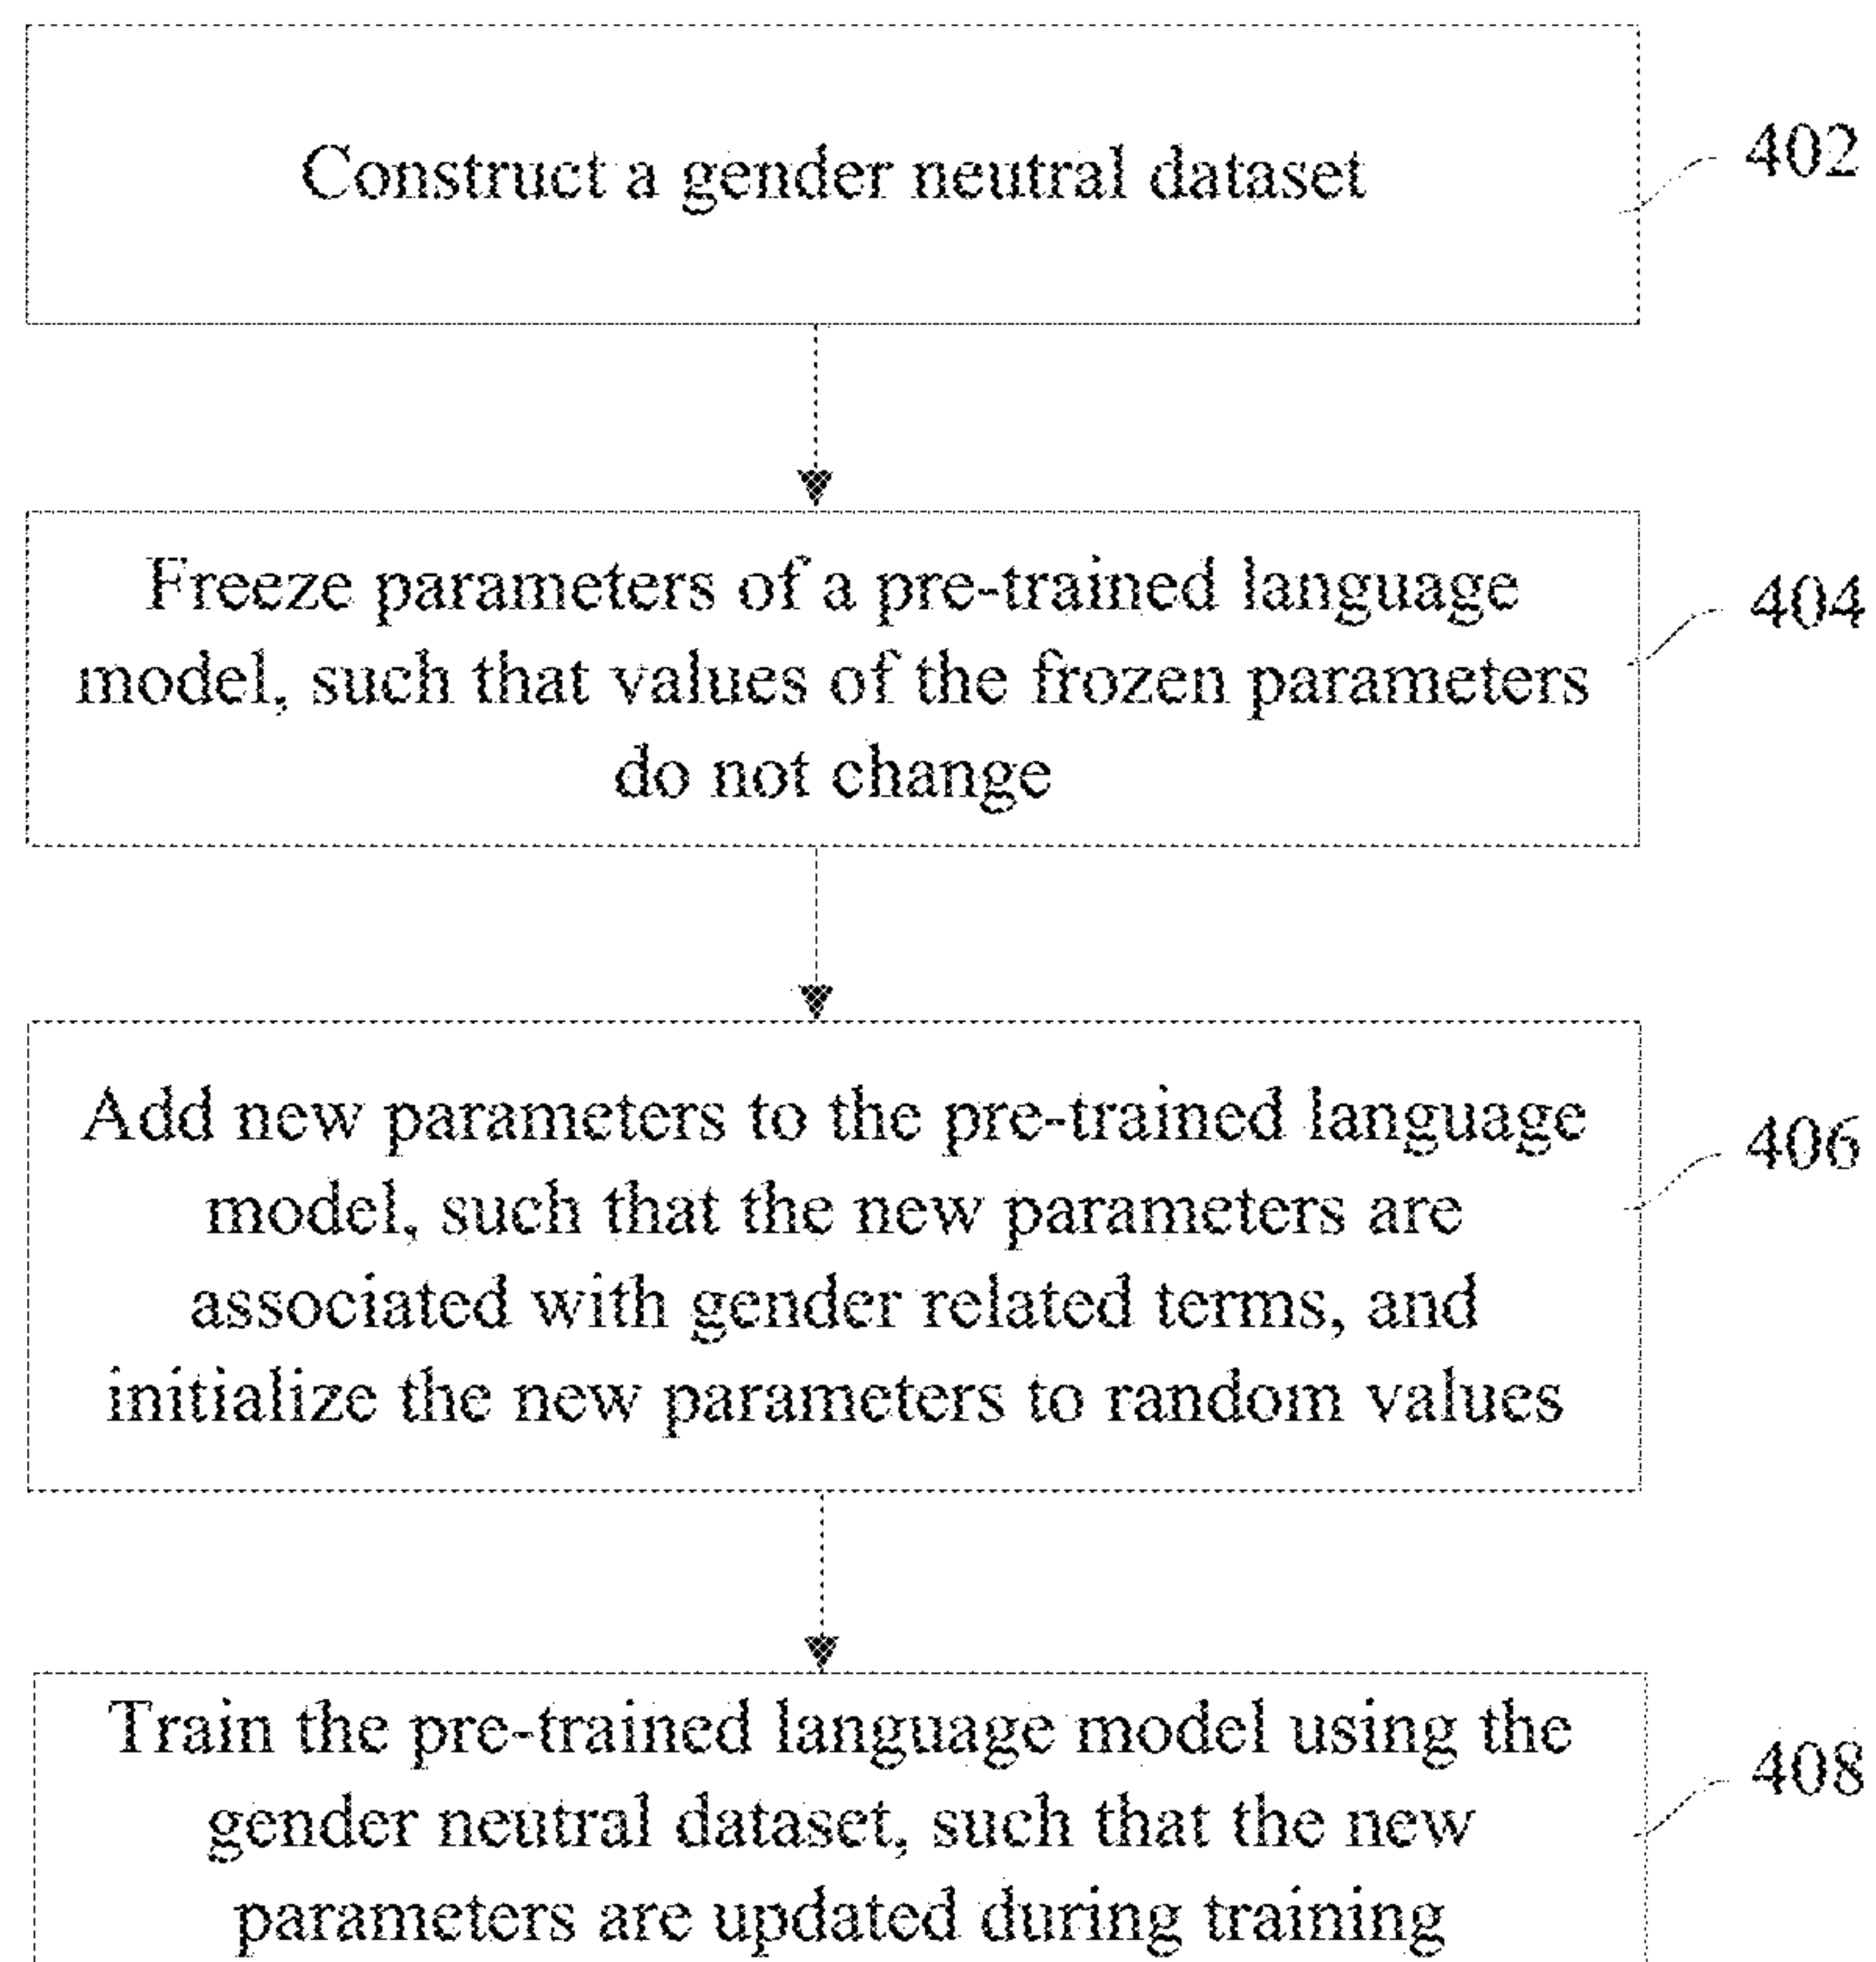 Construct a gender neutral dataset
402
Freeze parameters of a pre-trained language
model, such that values of the frozen parameters
do not change
404
Add new parameters to the pre-trained language
model, such that the new parameters are
associated with gender related terms, and
initialize the new parameters to random values
406
Train the pre-trained language model using the
gender neutral dataset, such that the new
parameters are updated during training
408